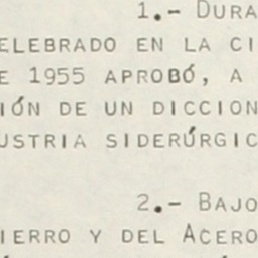 1.- DURA
ELEBRADO EN LA CI
E 1955 APROBÓ, A
IÓN DE UN DICCION
USTRIA SIDERÚRGIC
2.- BAJO
IERRO Y DEL ACERO